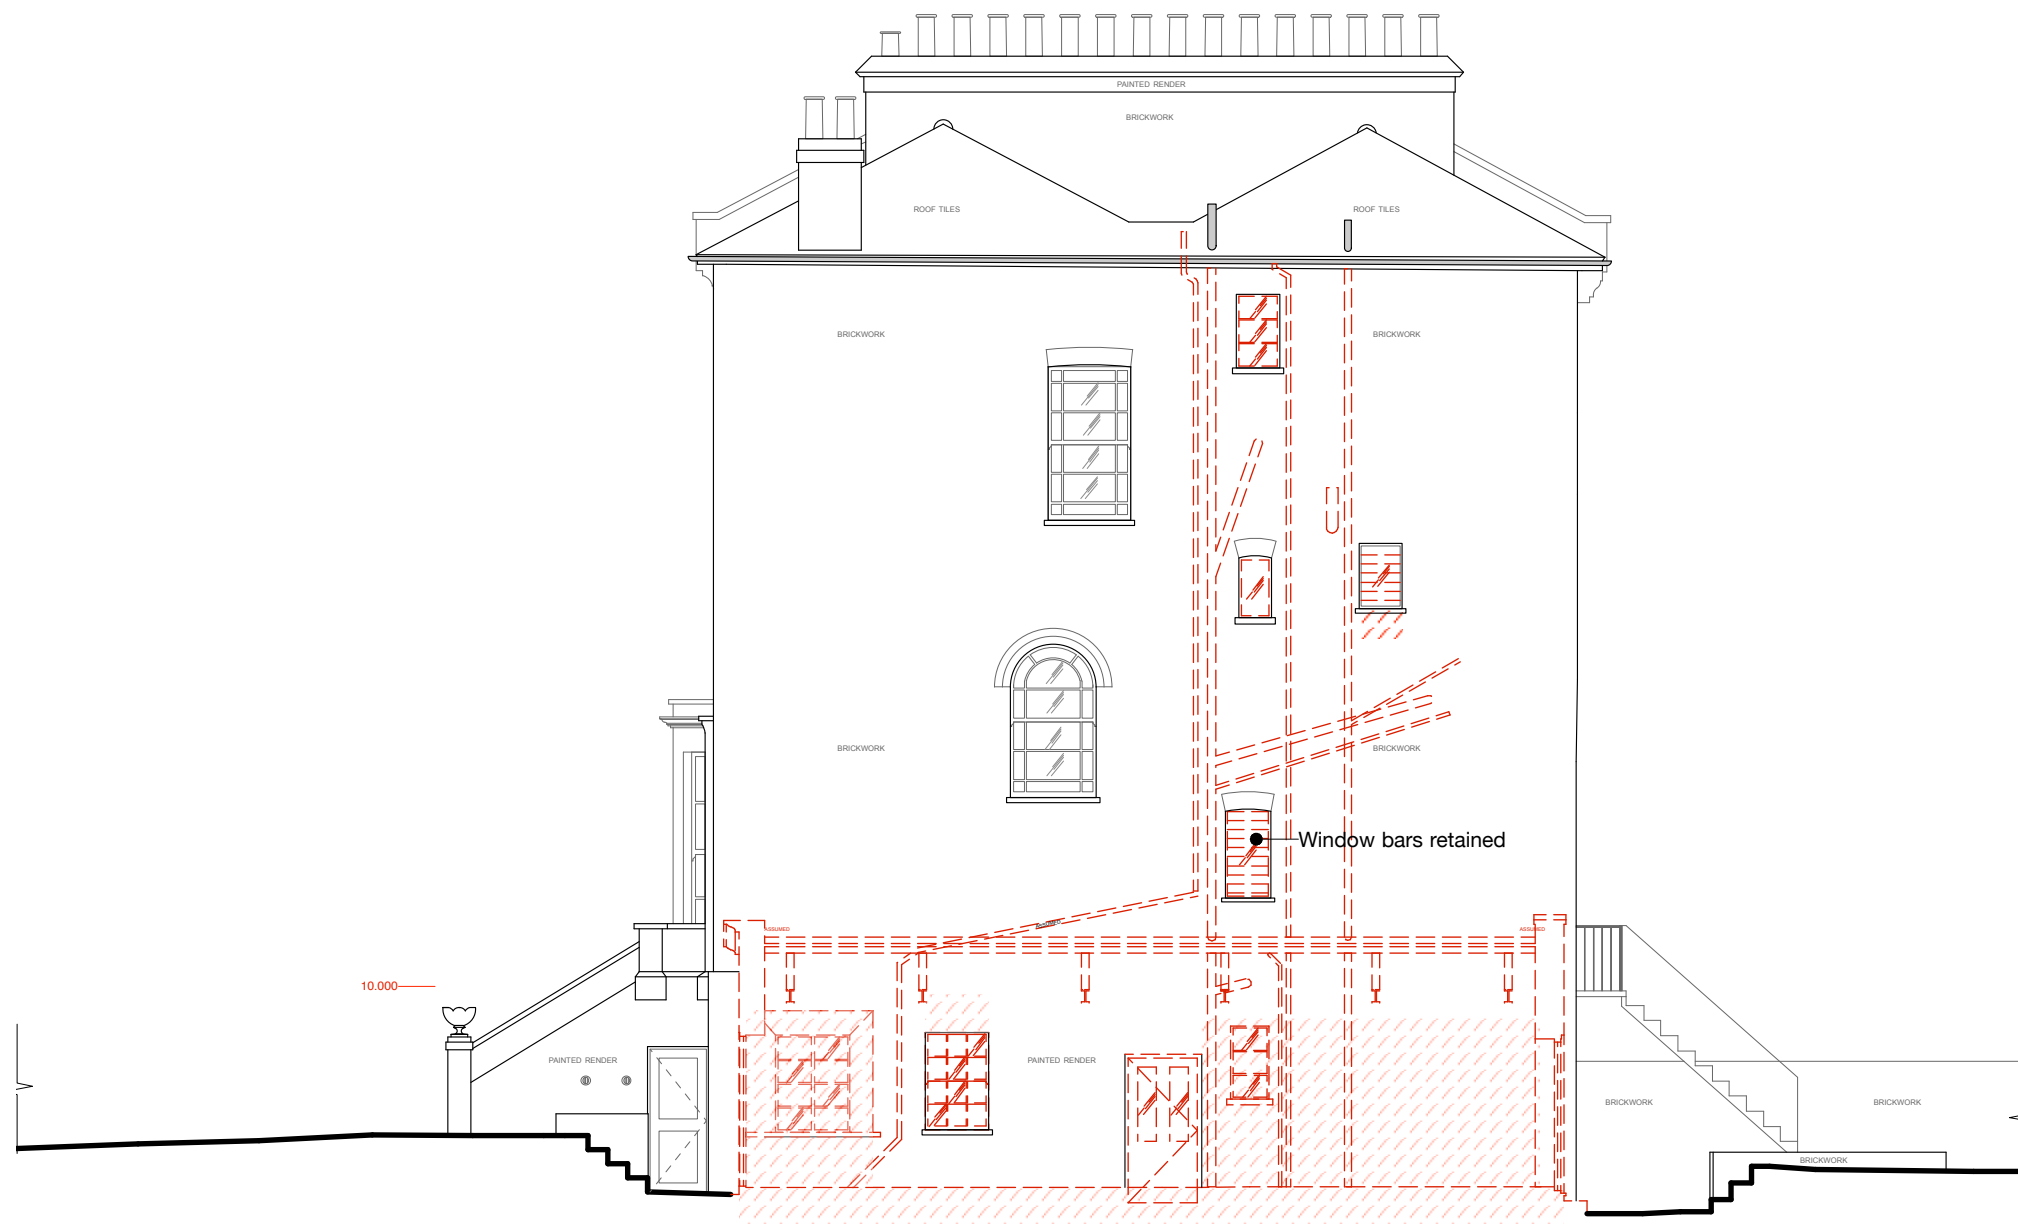 PAINTED RENDER
BRICKWORK
ROOF TILES
ROOF TILES
BRICKWORK
BRICKWORK
BRICKWORK
BRICKWORK
Window bars retained
ASSUMED
ASSUMED
ASSUMED
10.000
PAINTED RENDER
PAINTED RENDER
BRICKWORK
BRICKWORK
BRICKWORK